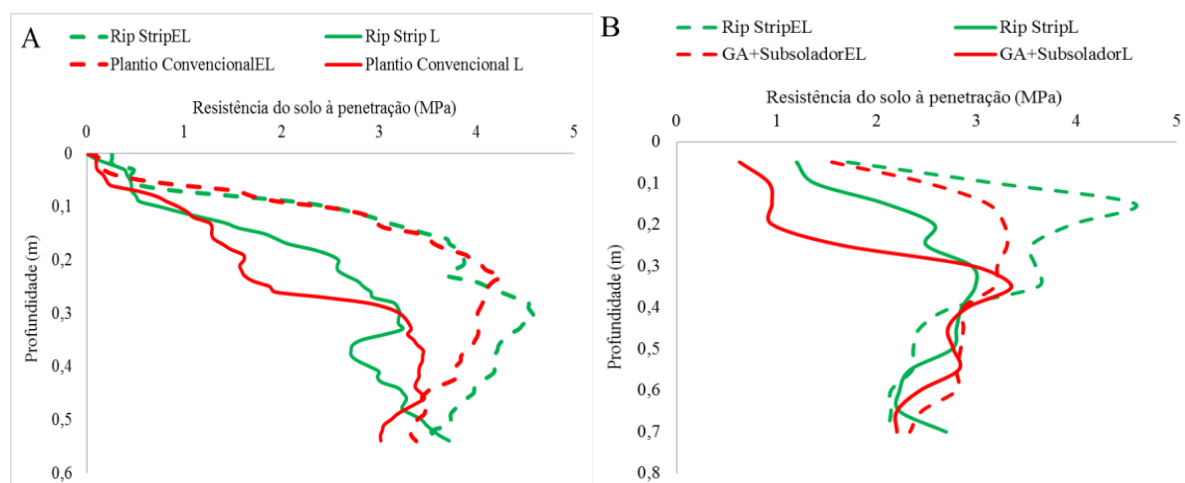 A
Rip StripEL
Rip Strip L
Plantio ConvencionalEL
Plantio Convencional L
Resistência do solo à penetração (MPa)
0 1 2 3 4 5
Profundidade (m)
0
0,1
0,2
0,3
0,4
0,5
0,6
B
Rip StripEL
Rip StripL
GA+SubsoladorEL
GA+SubsoladorL
Resistência do solo à penetração (MPa)
0 1 2 3 4 5
Profundidade (m)
0
0,1
0,2
0,3
0,4
0,5
0,6
0,7
0,8